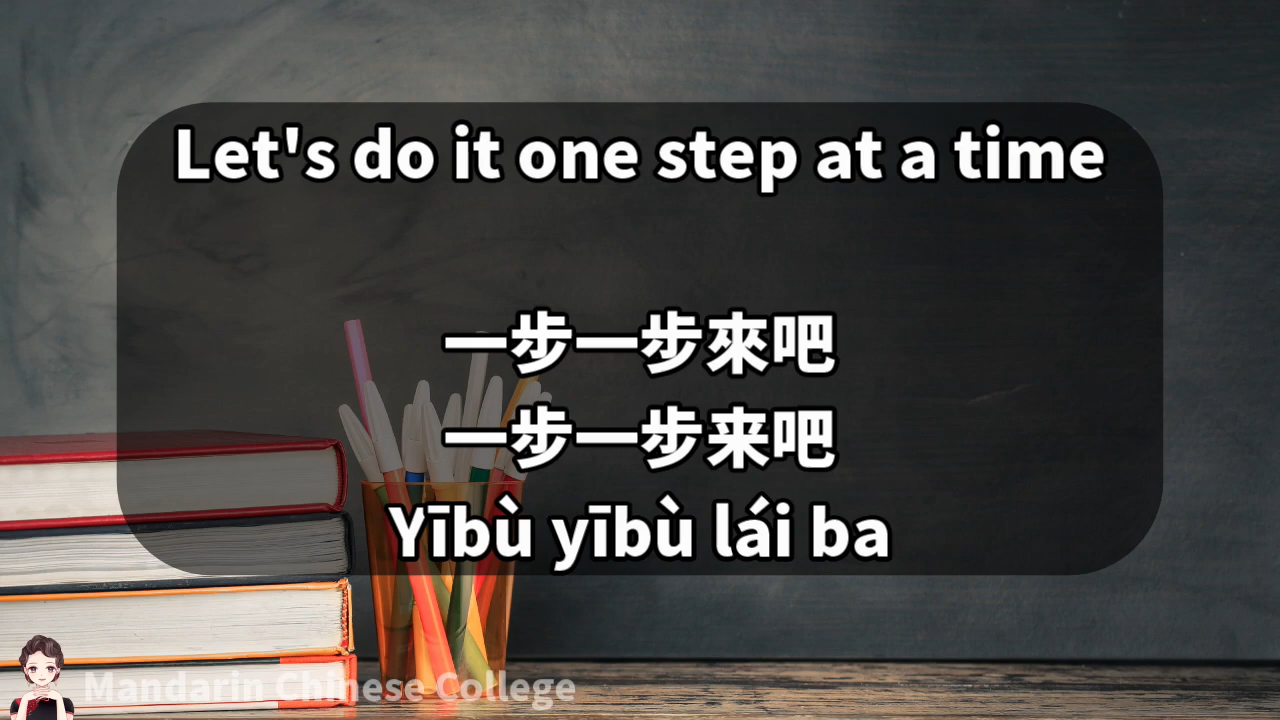 Let's do it one step at a time
一步一步來吧
一步一步来吧
Yībù yībù lái ba
Mandarin Chinese College